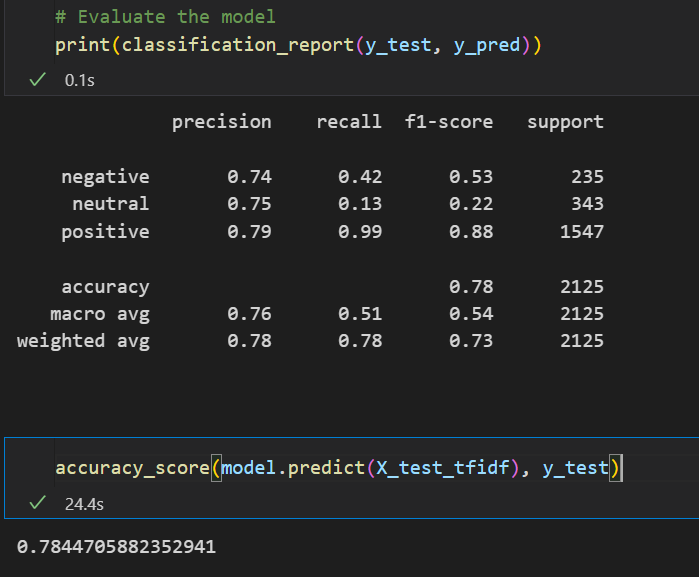 # Evaluate the model
print(classification_report(y_test, y_pred))
0.1s
precision recall f1-score support
negative 0.74 0.42 0.53 235
neutral 0.75 0.13 0.22 343
positive 0.79 0.99 0.88 1547
accuracy 0.78 2125
macro avg 0.76 0.51 0.54 2125
weighted avg 0.78 0.78 0.73 2125
accuracy_score(model.predict(X_test_tfidf), y_test)
24.4s
0.7844705882352941